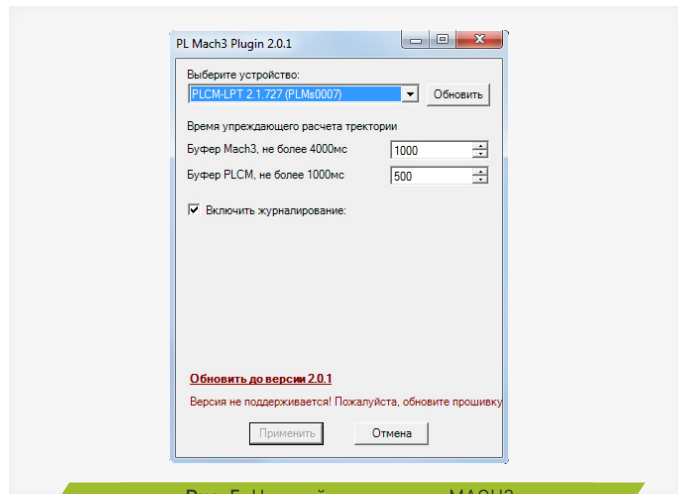 PL Mach3 Plugin 2.0.1
Выберите устройство:
PLCM-LPT 2.1.727 (PLMs0007)
Обновить
Время упреждающего расчета тректории
Буфер Mach3, не более 4000мс
1000
Буфер PLCM, не более 1000мс
500
Включить журналирование:
Обновить до версии 2.0.1
Версия не поддерживается! Пожалуйста, обновите прошивку
Применить
Отмена